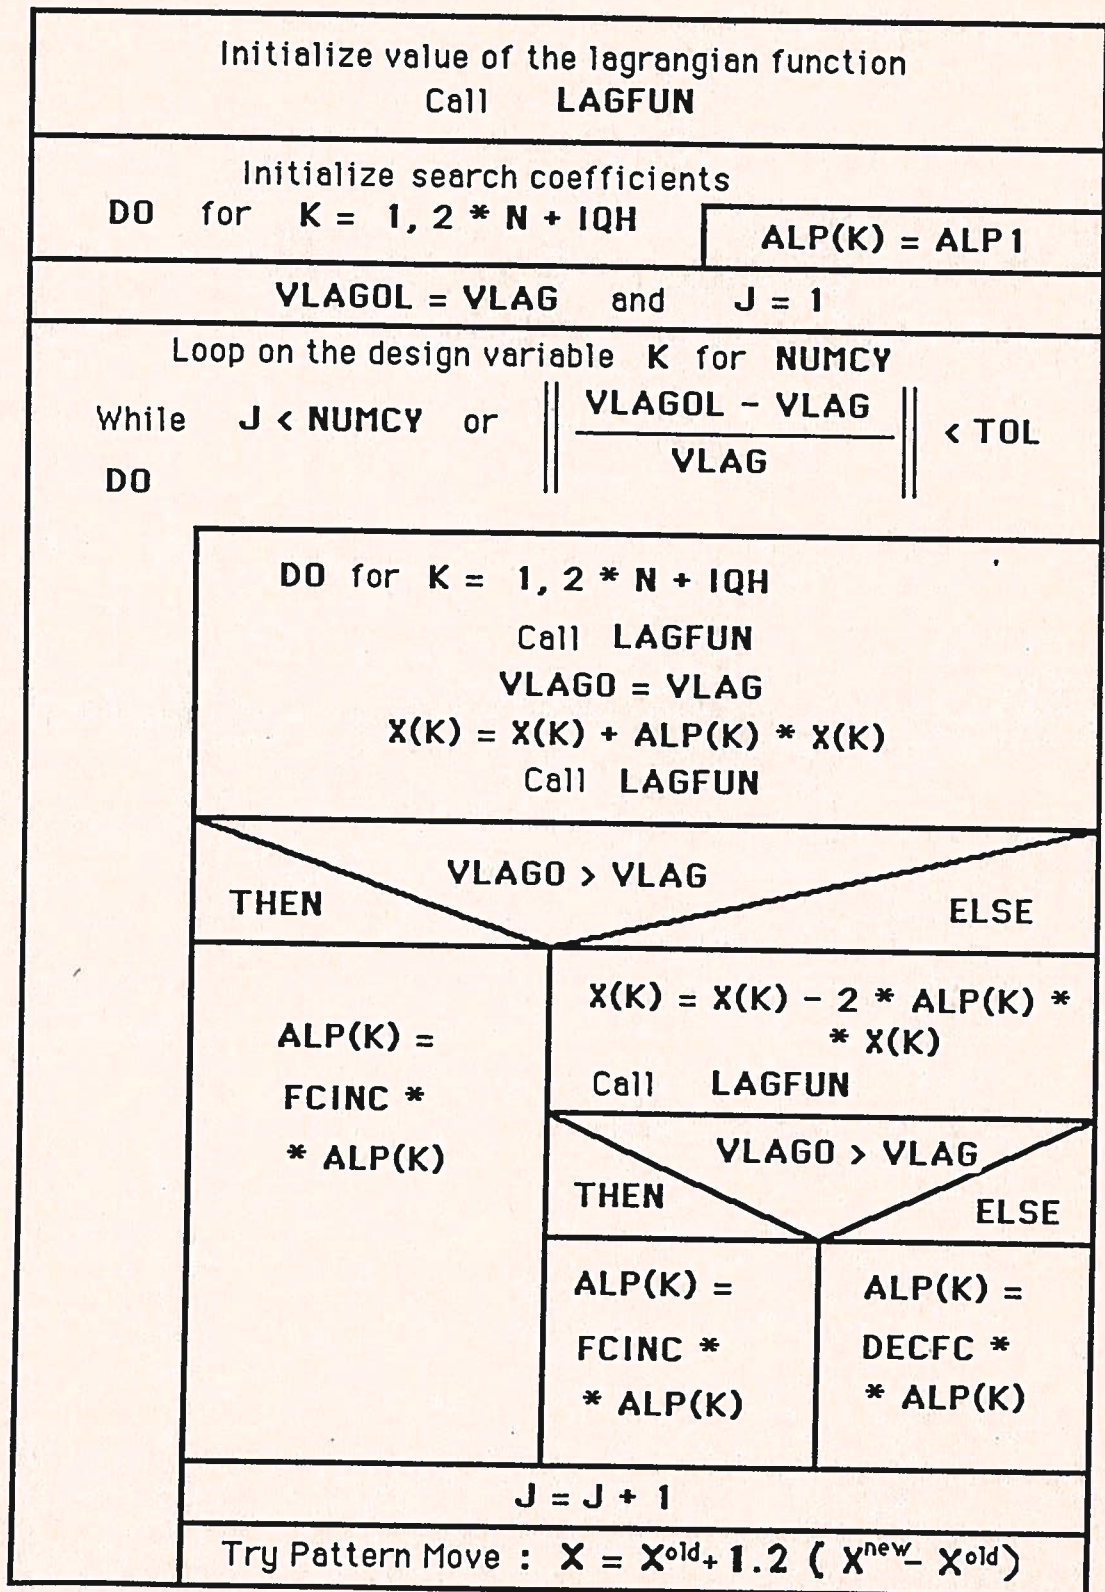 Initialize value of the lagrangian function
Call LAGFUN
Initialize search coefficients
DO for K = 1, 2 * N + IQH
ALP(K) = ALP1
VLAGOL = VLAG and J = 1
Loop on the design variable K for NUMCY
While J < NUMCY or || (VLAGOL - VLAG) / VLAG || < TOL
DO
DO for K = 1, 2 * N + IQH
Call LAGFUN
VLAGO = VLAG
X(K) = X(K) + ALP(K) * X(K)
Call LAGFUN
VLAGO > VLAG
THEN
ELSE
ALP(K) =
FCINC *
* ALP(K)
X(K) = X(K) - 2 * ALP(K) *
* X(K)
Call LAGFUN
VLAGO > VLAG
THEN
ELSE
ALP(K) =
FCINC *
* ALP(K)
ALP(K) =
DECFC *
* ALP(K)
J = J + 1
Try Pattern Move : X = X^old + 1.2 ( X^new - X^old )